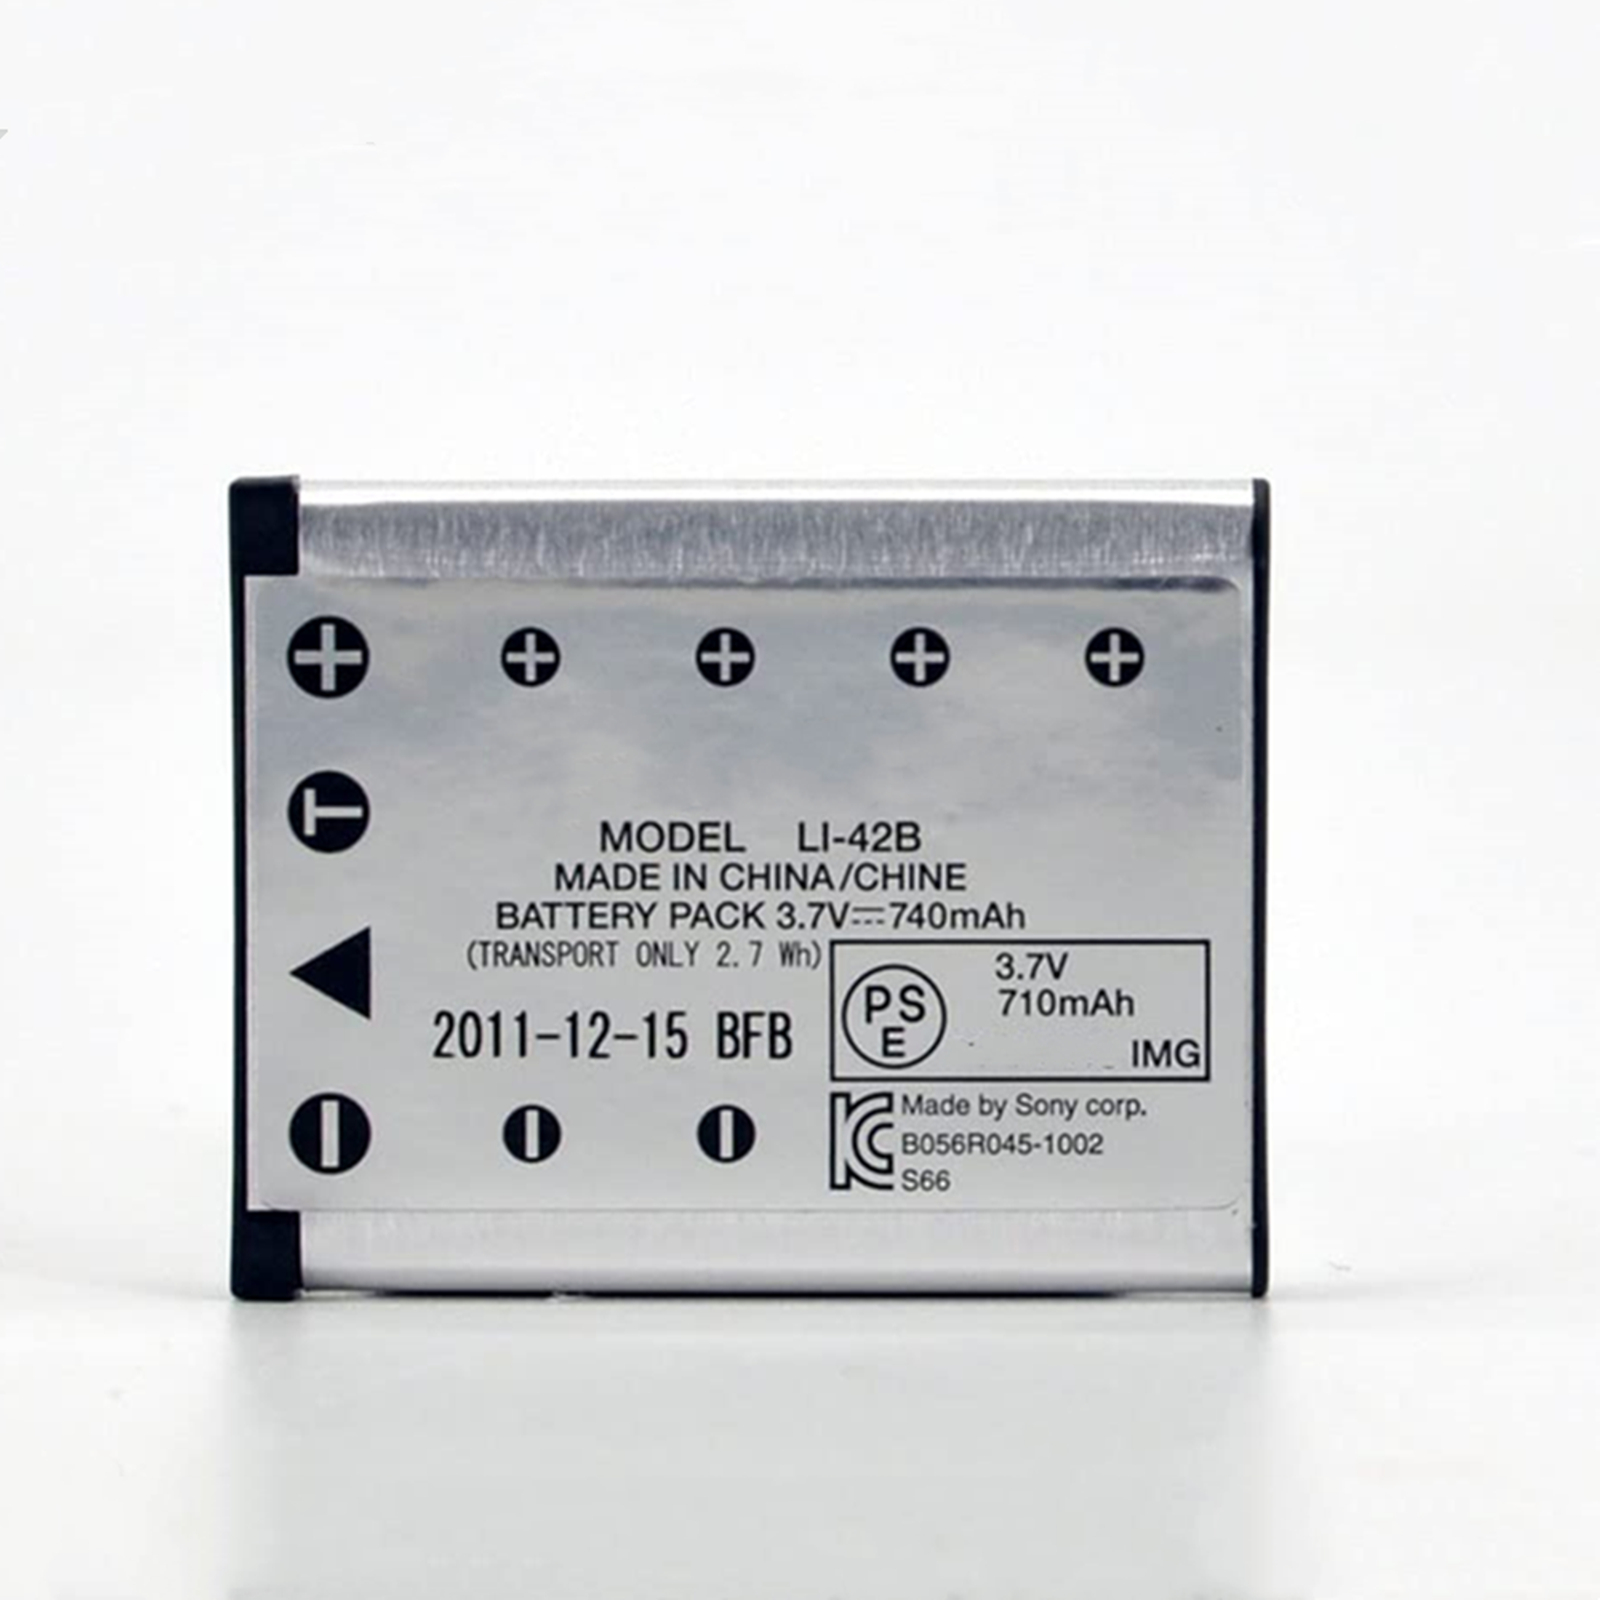 T
MODEL LI-42B
MADE IN CHINA/CHINE
BATTERY PACK 3.7V⎓740mAh
(TRANSPORT ONLY 2.7 Wh)
2011-12-15 BFB
PSE
3.7V
710mAh
IMG
KC
Made by Sony corp.
B056R045-1002
S66